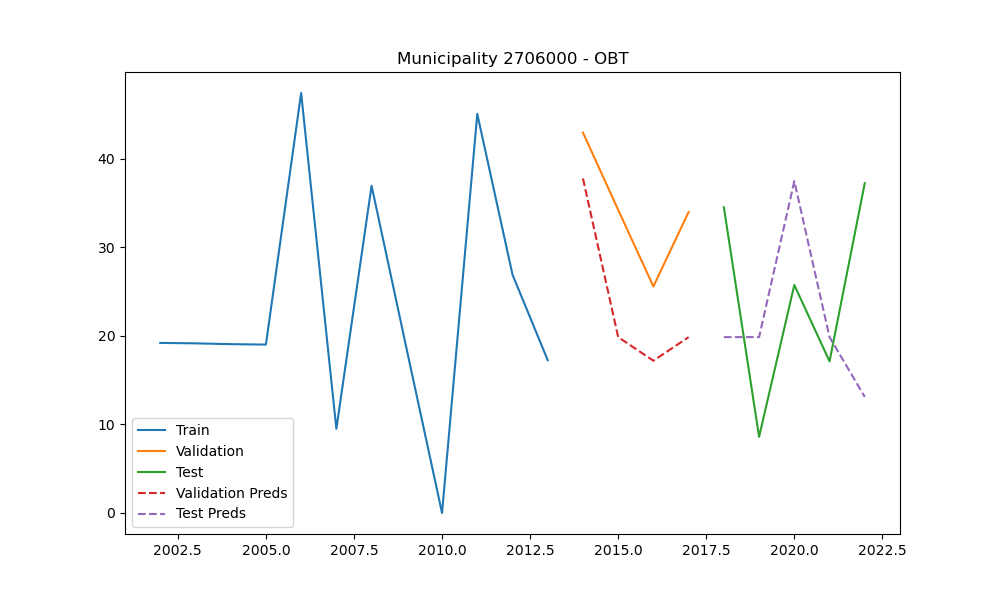 Municipality 2706000 - OBT
40
30
20
10
0
Train
Validation
Test
Validation Preds
Test Preds
2002.5 2005.0 2007.5 2010.0 2012.5 2015.0 2017.5 2020.0 2022.5